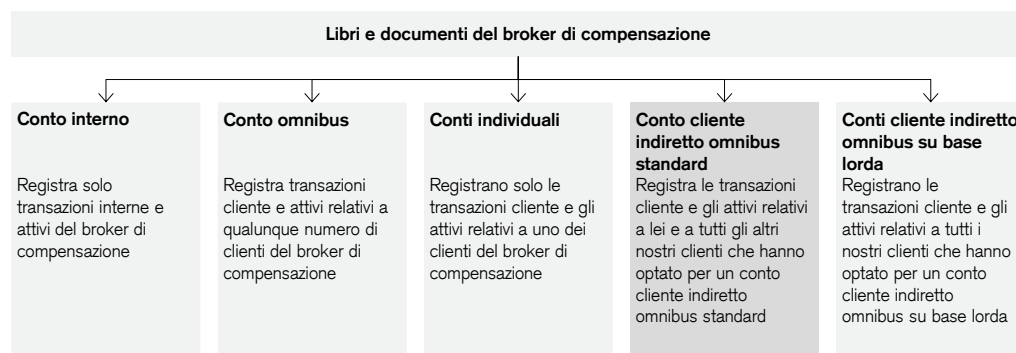 Libri e documenti del broker di compensazione
Conto interno
Registra solo
transazioni interne e
attivi del broker di
compensazione
Conto omnibus
Registra transazioni
cliente e attivi relativi a
qualunque numero di
clienti del broker di
compensazione
Conti individuali
Registrano solo le
transazioni cliente e gli
attivi relativi a uno dei
clienti del broker di
compensazione
Conto cliente
indiretto omnibus
standard
Registra le transazioni
cliente e gli attivi relativi
a lei e a tutti gli altri
nostri clienti che hanno
optato per un conto
cliente indiretto
omnibus standard
Conti cliente indiretto
omnibus su base
lorda
Registrano le
transazioni cliente e gli
attivi relativi a tutti i
nostri clienti che hanno
optato per un conto
cliente indiretto
omnibus su base lorda